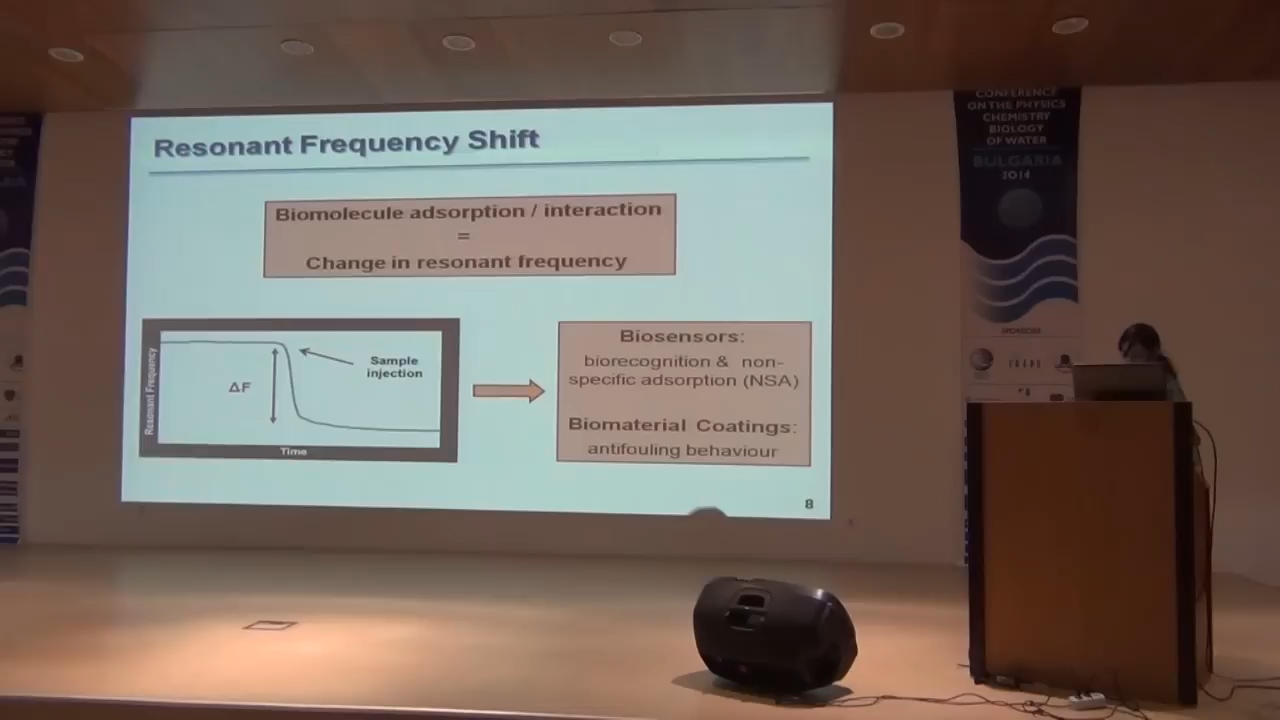 Resonant Frequency Shift
Biomolecule adsorption / interaction
=
Change in resonant frequency
Resonant Frequency
ΔF
Sample
injection
Time
Biosensors:
biorecognition & non-
specific adsorption (NSA)
Biomaterial Coatings:
antifouling behaviour
8
CONFERENCE
ON THE PHYSICS
CHEMISTRY
BIOLOGY
OF WATER
BULGARIA
2014
SPONSORS